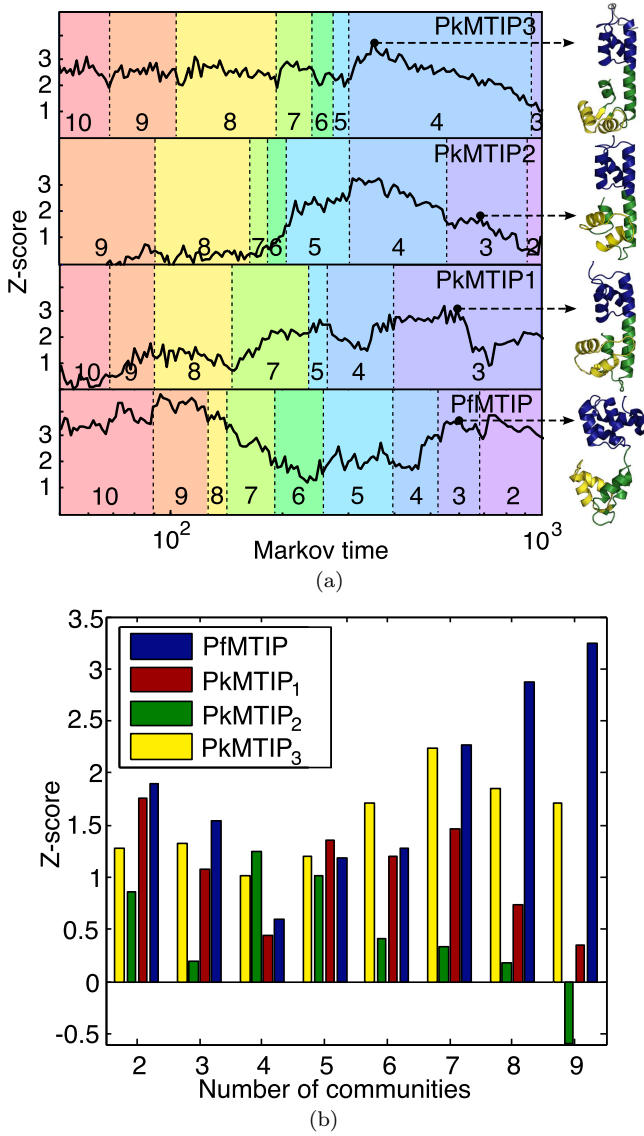 PkMTIP3
3
2
1
10 9 8 7 6 5 4 3
PkMTIP2
3
2
1
9 8 7 6 5 4 3 2
Z-score
PkMTIP1
3
2
1
10 9 8 7 5 4 3
PfMTIP
3
2
1
10 9 8 7 6 5 4 3 2
10^2 10^3
Markov time
(a)
3.5
3
2.5
2
1.5
1
0.5
0
-0.5
Z-score
PfMTIP
PkMTIP_1
PkMTIP_2
PkMTIP_3
2 3 4 5 6 7 8 9
Number of communities
(b)